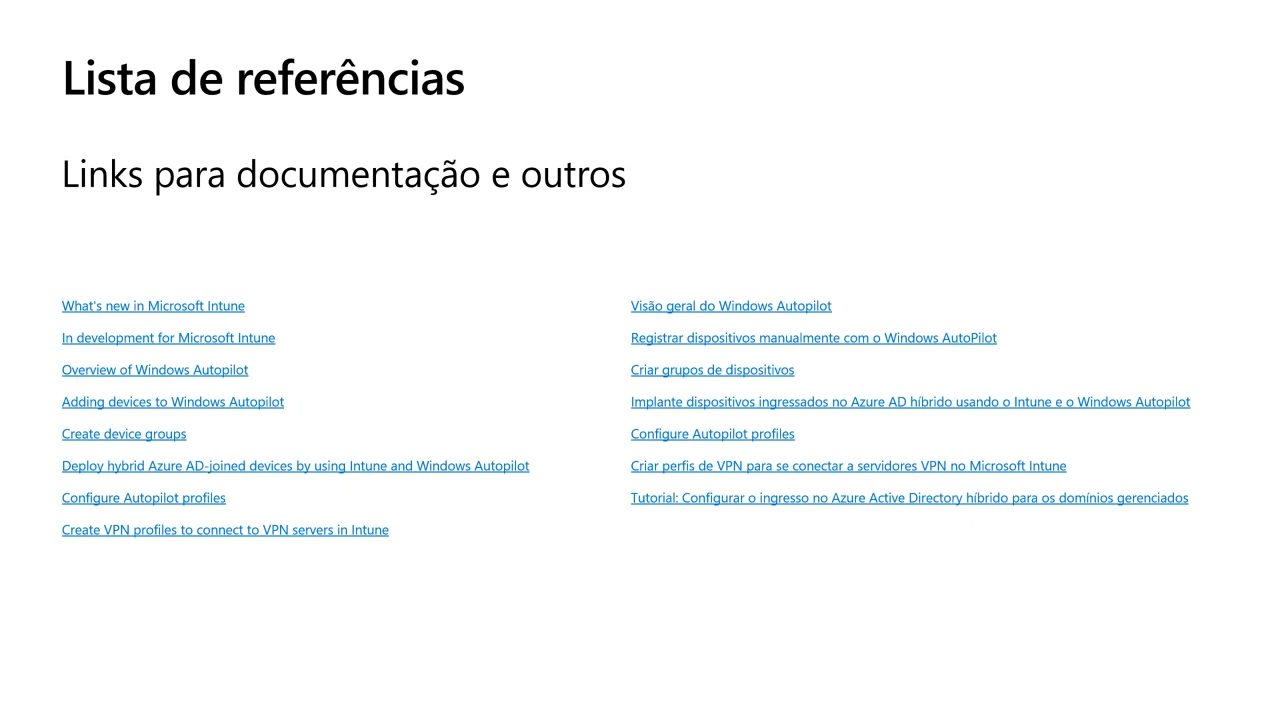 Lista de referências
Links para documentação e outros
What's new in Microsoft Intune
In development for Microsoft Intune
Overview of Windows Autopilot
Adding devices to Windows Autopilot
Create device groups
Deploy hybrid Azure AD-joined devices by using Intune and Windows Autopilot
Configure Autopilot profiles
Create VPN profiles to connect to VPN servers in Intune
Visão geral do Windows Autopilot
Registrar dispositivos manualmente com o Windows AutoPilot
Criar grupos de dispositivos
Implante dispositivos ingressados no Azure AD híbrido usando o Intune e o Windows Autopilot
Configure Autopilot profiles
Criar perfis de VPN para se conectar a servidores VPN no Microsoft Intune
Tutorial: Configurar o ingresso no Azure Active Directory híbrido para os domínios gerenciados